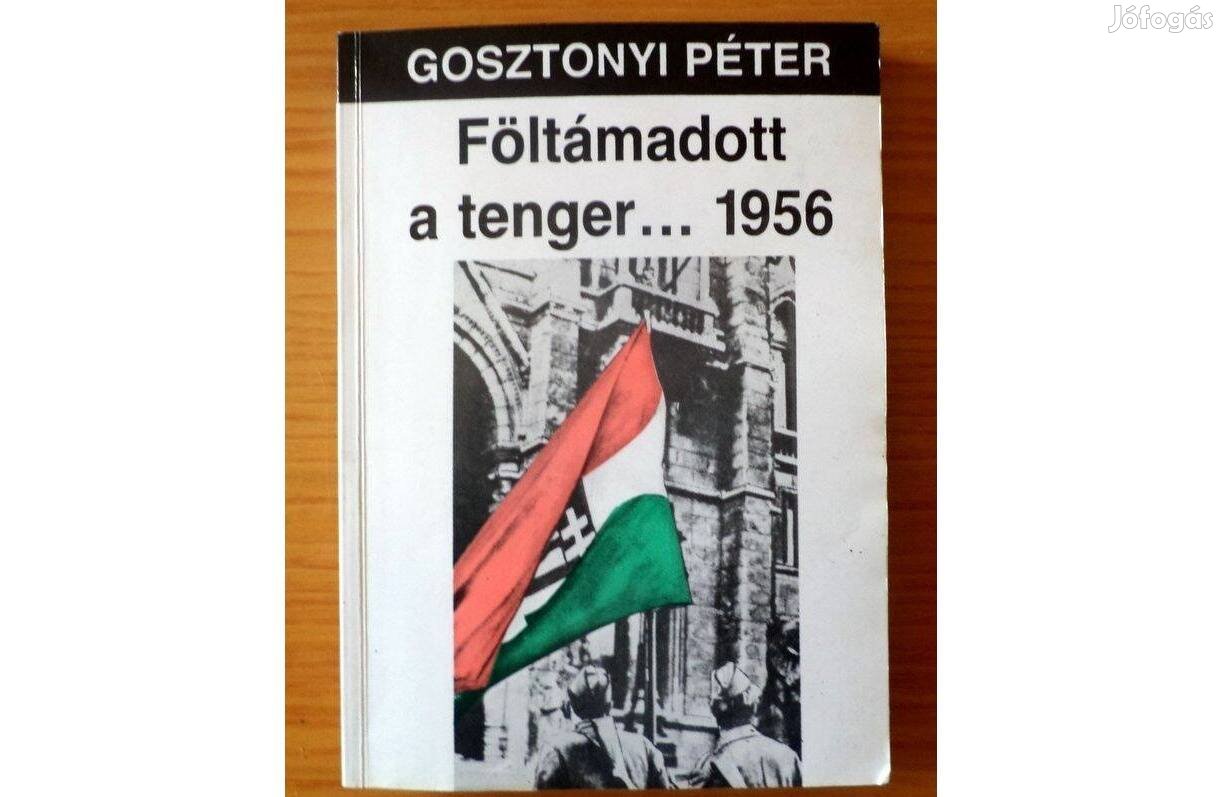 Jófogás
GOSZTONYI PÉTER
Föltámadott
a tenger... 1956